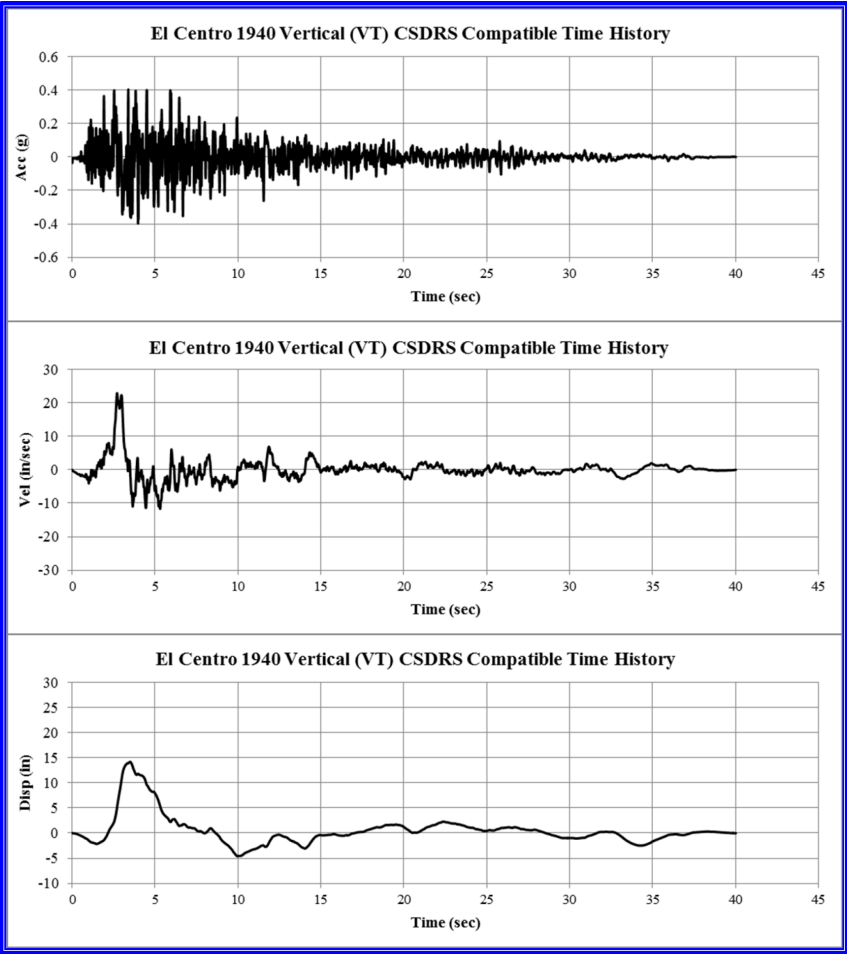 El Centro 1940 Vertical (VT) CSDRS Compatible Time History
0.6
0.4
0.2
0
-0.2
-0.4
-0.6
Acc (g)
0 5 10 15 20 25 30 35 40 45
Time (sec)
El Centro 1940 Vertical (VT) CSDRS Compatible Time History
30
20
10
0
-10
-20
-30
Vel (in/sec)
0 5 10 15 20 25 30 35 40 45
Time (sec)
El Centro 1940 Vertical (VT) CSDRS Compatible Time History
30
25
20
15
10
5
0
-5
-10
Disp (in)
0 5 10 15 20 25 30 35 40 45
Time (sec)